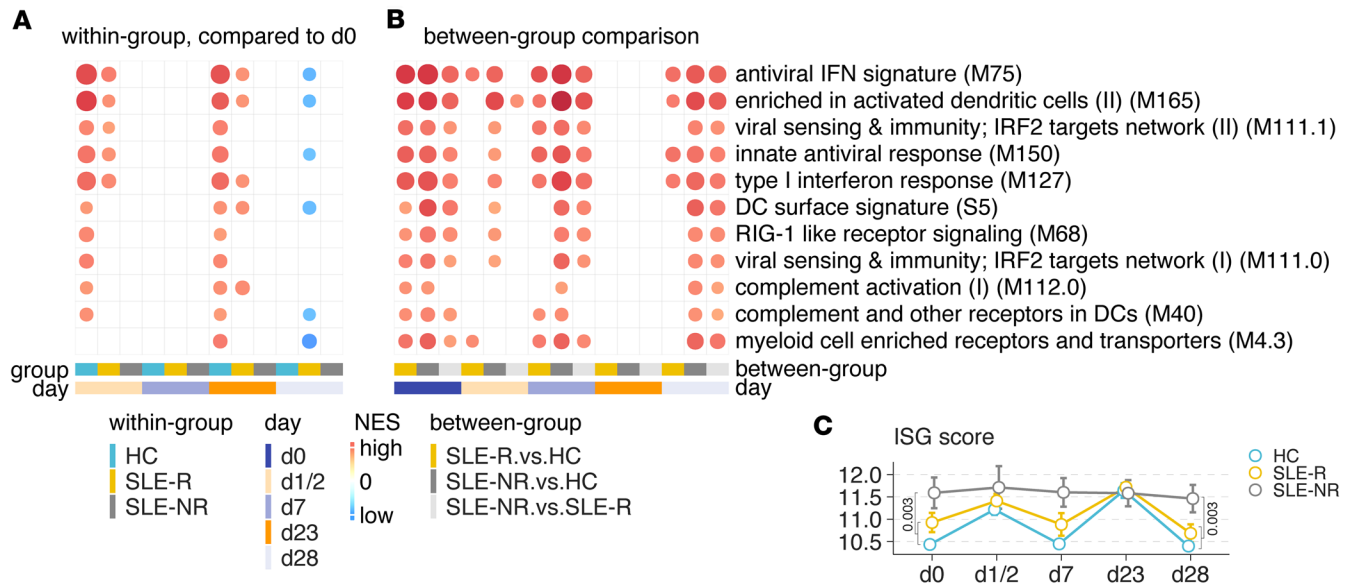 A
within-group, compared to d0
B
between-group comparison
antiviral IFN signature (M75)
enriched in activated dendritic cells (II) (M165)
viral sensing & immunity; IRF2 targets network (II) (M111.1)
innate antiviral response (M150)
type I interferon response (M127)
DC surface signature (S5)
RIG-1 like receptor signaling (M68)
viral sensing & immunity; IRF2 targets network (I) (M111.0)
complement activation (I) (M112.0)
complement and other receptors in DCs (M40)
myeloid cell enriched receptors and transporters (M4.3)
group
between-group
day
day
within-group
HC
SLE-R
SLE-NR
day
d0
d1/2
d7
d23
d28
NES
high
0
low
between-group
SLE-R.vs.HC
SLE-NR.vs.HC
SLE-NR.vs.SLE-R
C
ISG score
12.0
11.5
11.0
10.5
0.003
0.003
d0
d1/2
d7
d23
d28
HC
SLE-R
SLE-NR